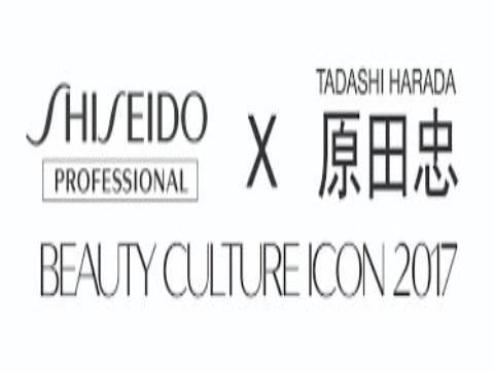 SHISEIDO
PROFESSIONAL
X
TADASHI HARADA
原田忠
BEAUTY CULTURE ICON 2017